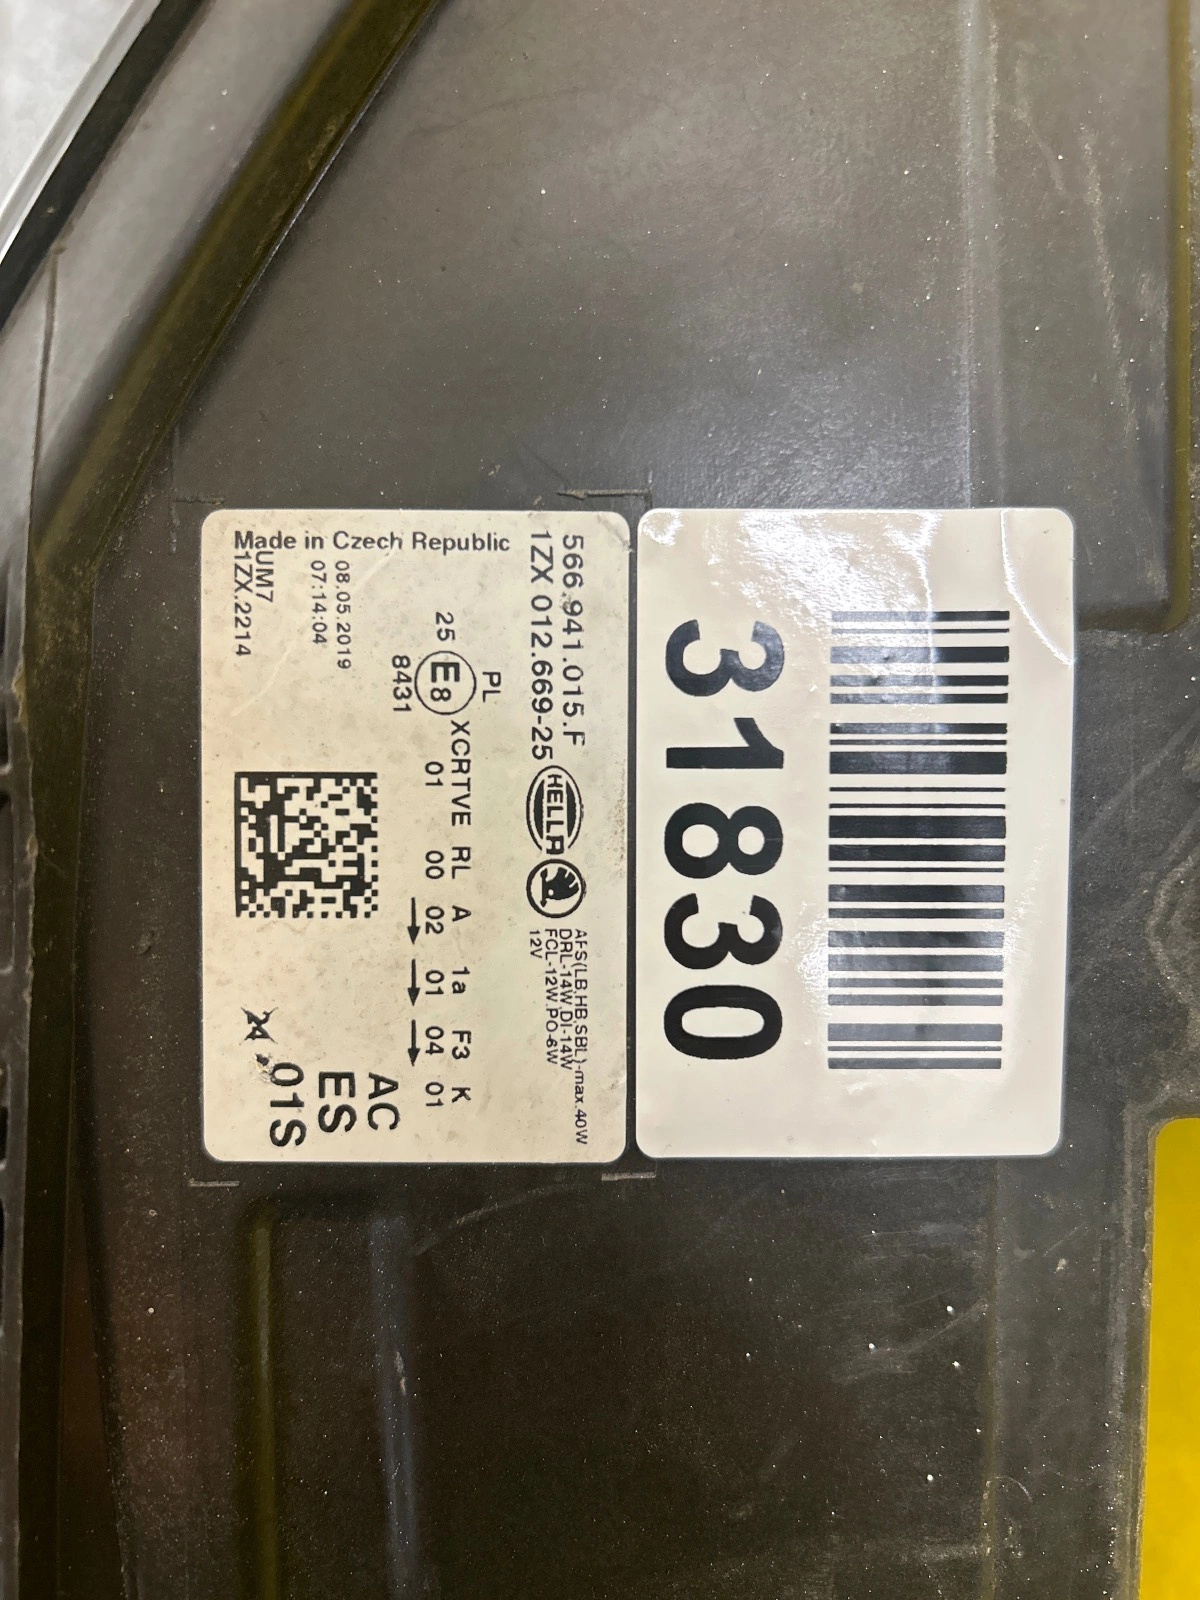 31830
566.941.015.F
1ZX 012.669-25
HELLA
AFS(LB,HB,SBL)-max.40W
DRL-14W,DI-14W
FCL-12W,PO-6W
12V
PL
XCRTVE RL A 1a F3 K
25 E8 01 00 02 01 04 01
8431
Made in Czech Republic
08.05.2019
07:14:04
UM7
1ZX.2214
AC
ES
01S